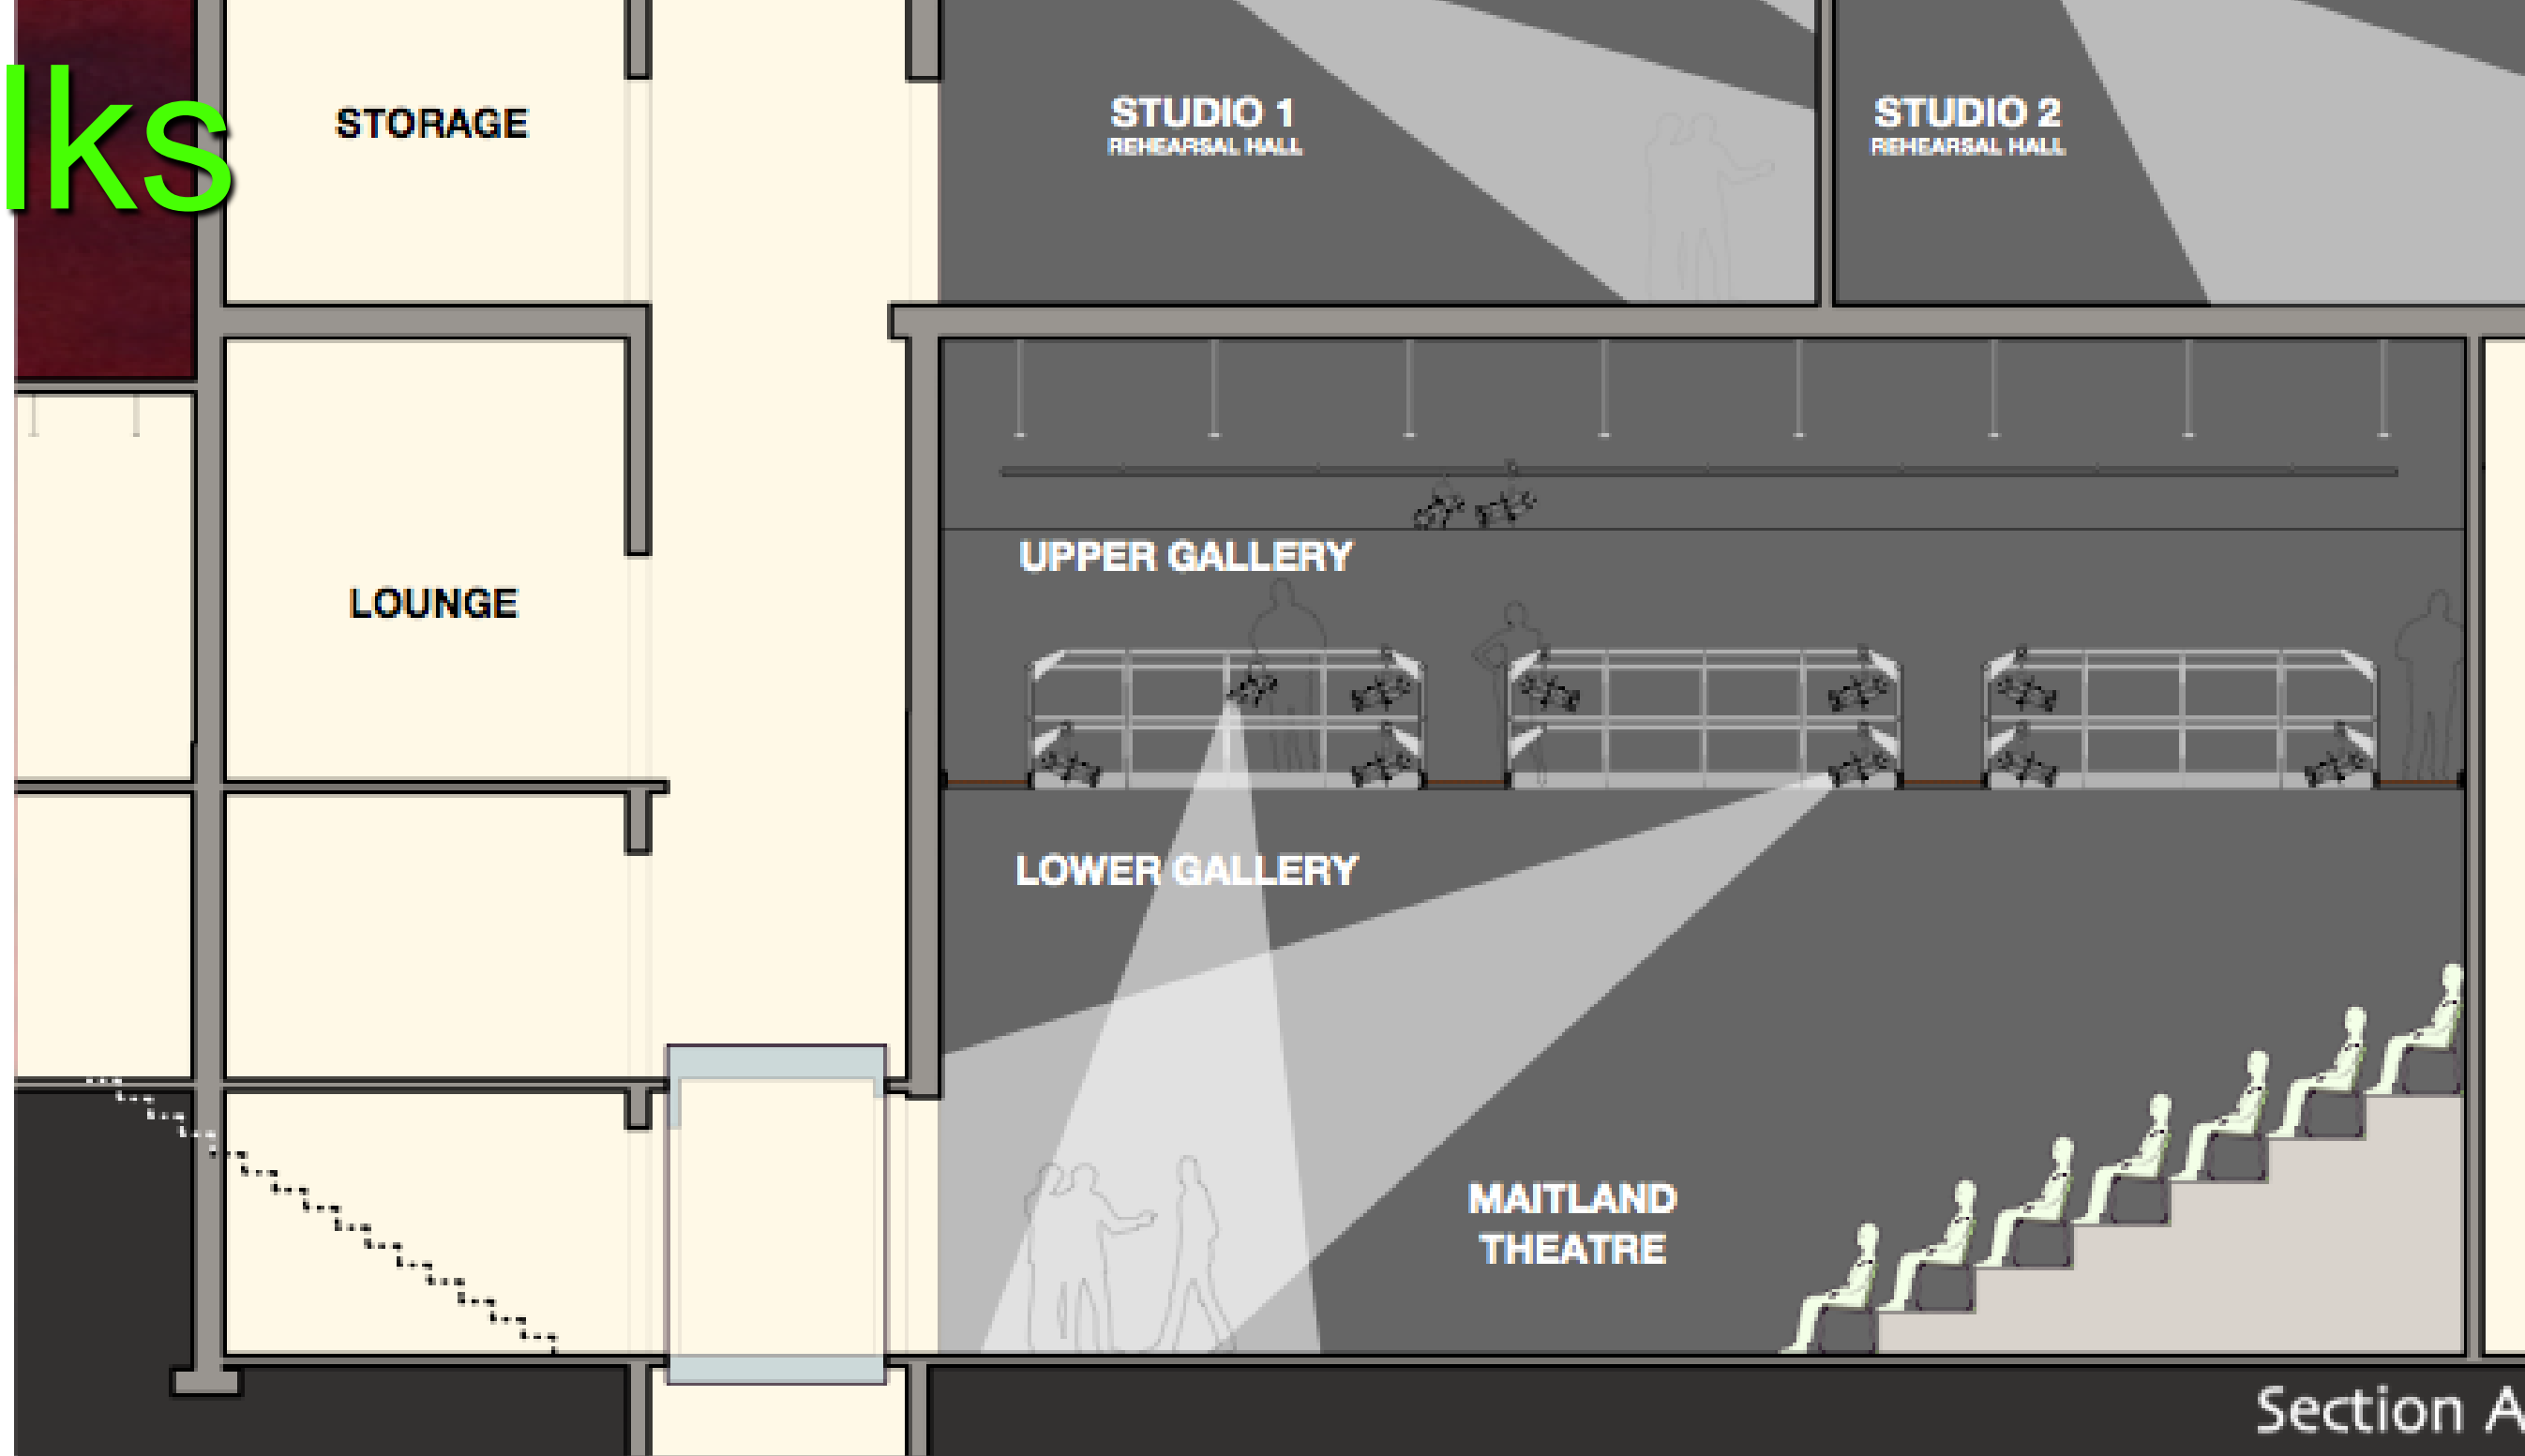 lks
STORAGE
STUDIO 1
REHEARSAL HALL
STUDIO 2
REHEARSAL HALL
UPPER GALLERY
LOUNGE
LOWER GALLERY
MAITLAND
THEATRE
Section A